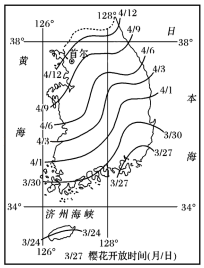 126° 128° 4/12
4/9
38° 日 38°
黄 首尔 4/6
4/12 4/3
4/1
4/9 本
4/6
海 4/3 3/30
4/1 3/27 海
3/30 3/27
34° 济州海峡 34°
3/24 3/24
126° 128°
3/27 樱花开放时间(月/日)